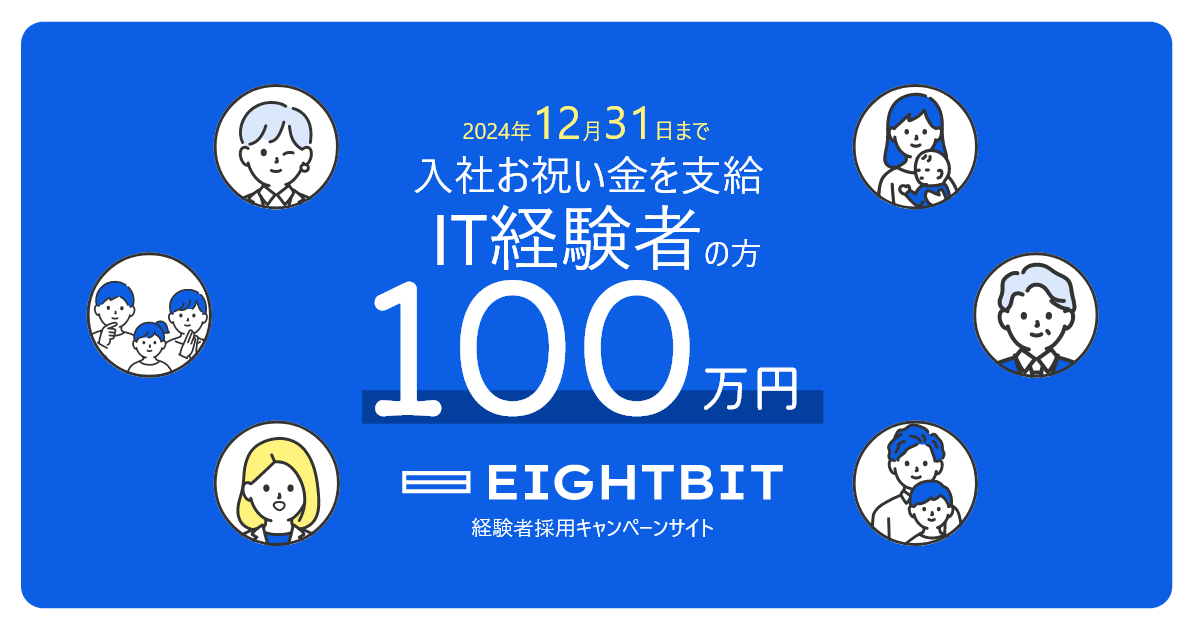 2024年12月31日まで
入社お祝い金を支給
IT経験者の方
100万円
EIGHTBIT
経験者採用キャンペーンサイト